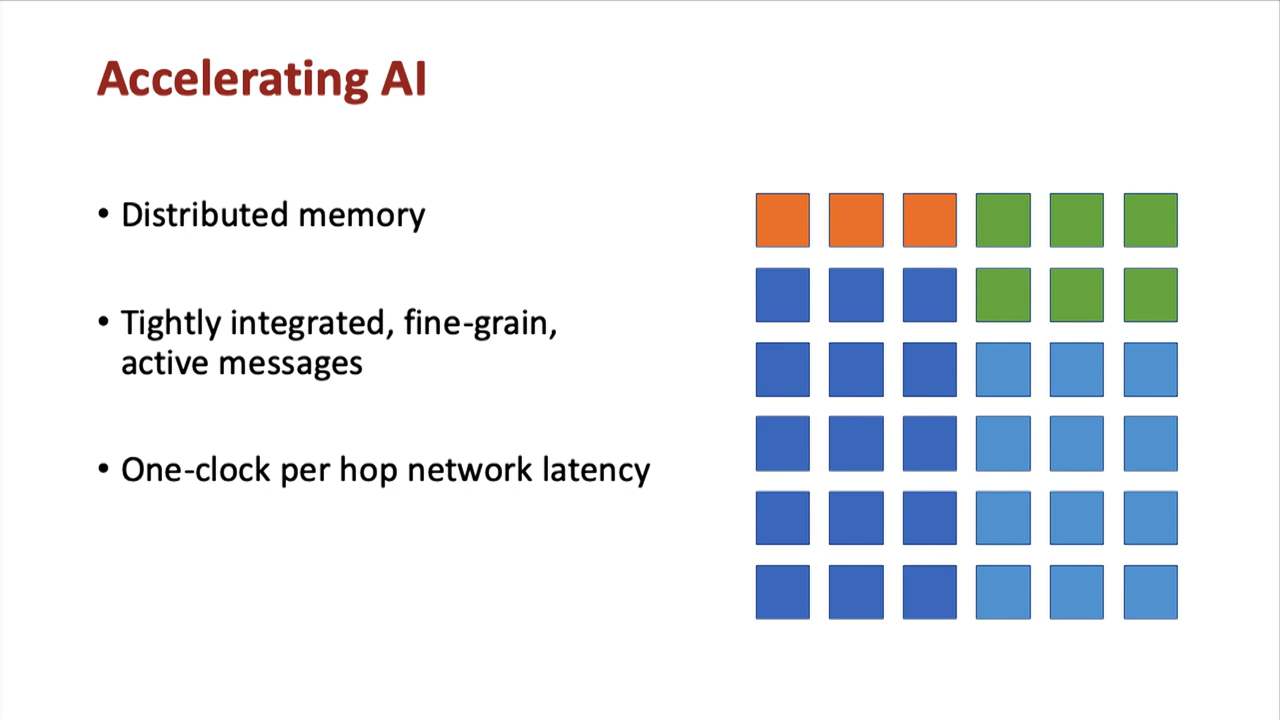 Accelerating AI
• Distributed memory
• Tightly integrated, fine-grain,
active messages
• One-clock per hop network latency